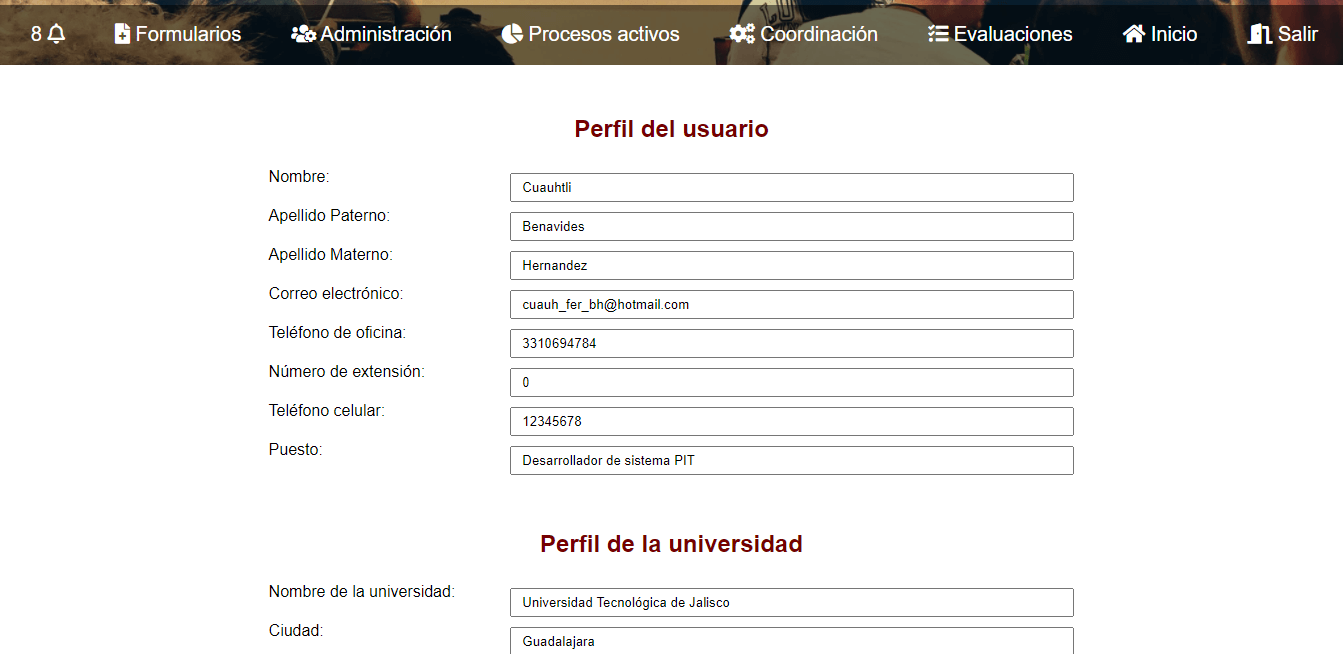 8 Formularios Administración Procesos activos Coordinación Evaluaciones Inicio Salir
Perfil del usuario
Nombre: Cuauhtli
Apellido Paterno: Benavides
Apellido Materno: Hernandez
Correo electrónico: cuauh_fer_bh@hotmail.com
Teléfono de oficina: 3310694784
Número de extensión: 0
Teléfono celular: 12345678
Puesto: Desarrollador de sistema PIT
Perfil de la universidad
Nombre de la universidad: Universidad Tecnológica de Jalisco
Ciudad: Guadalajara